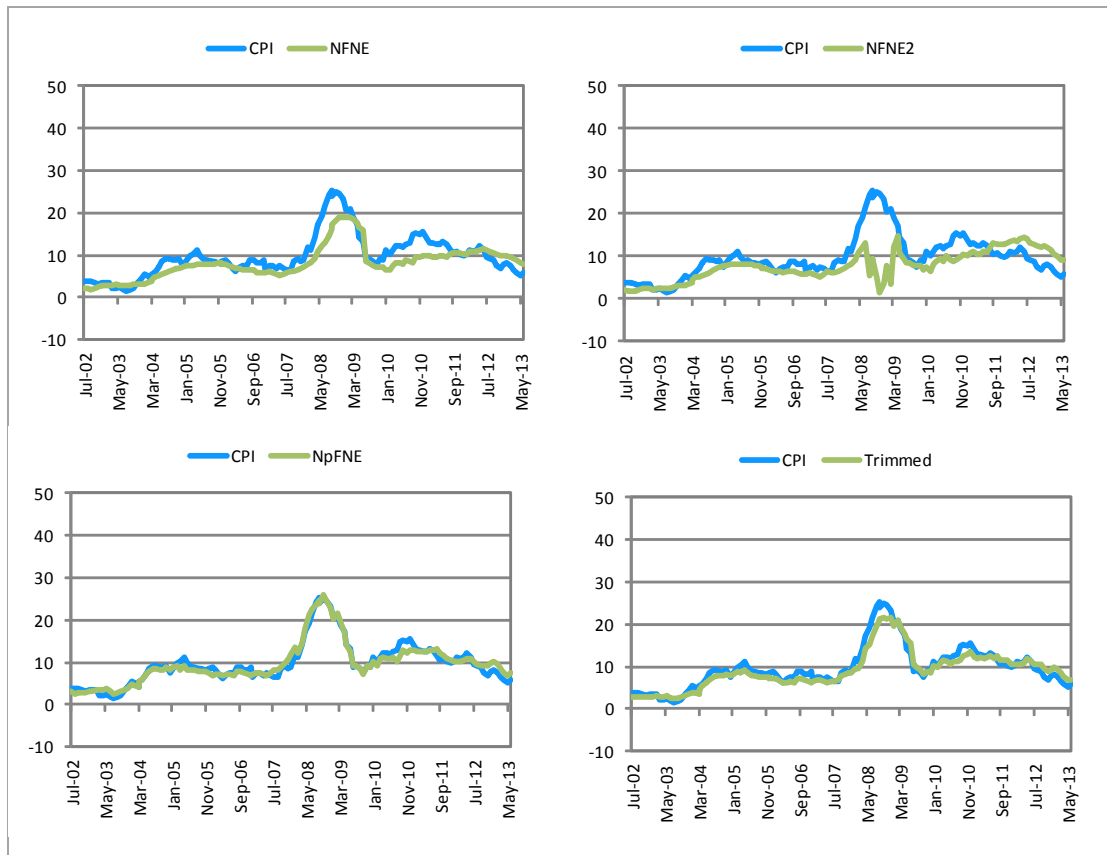 CPI NFNE
50
40
30
20
10
0
-10
Jul-02
May-03
Mar-04
Jan-05
Nov-05
Sep-06
Jul-07
May-08
Mar-09
Jan-10
Nov-10
Sep-11
Jul-12
May-13
CPI NFNE2
50
40
30
20
10
0
-10
Jul-02
May-03
Mar-04
Jan-05
Nov-05
Sep-06
Jul-07
May-08
Mar-09
Jan-10
Nov-10
Sep-11
Jul-12
May-13
CPI NpFNE
50
40
30
20
10
0
-10
Jul-02
May-03
Mar-04
Jan-05
Nov-05
Sep-06
Jul-07
May-08
Mar-09
Jan-10
Nov-10
Sep-11
Jul-12
May-13
CPI Trimmed
50
40
30
20
10
0
-10
Jul-02
May-03
Mar-04
Jan-05
Nov-05
Sep-06
Jul-07
May-08
Mar-09
Jan-10
Nov-10
Sep-11
Jul-12
May-13